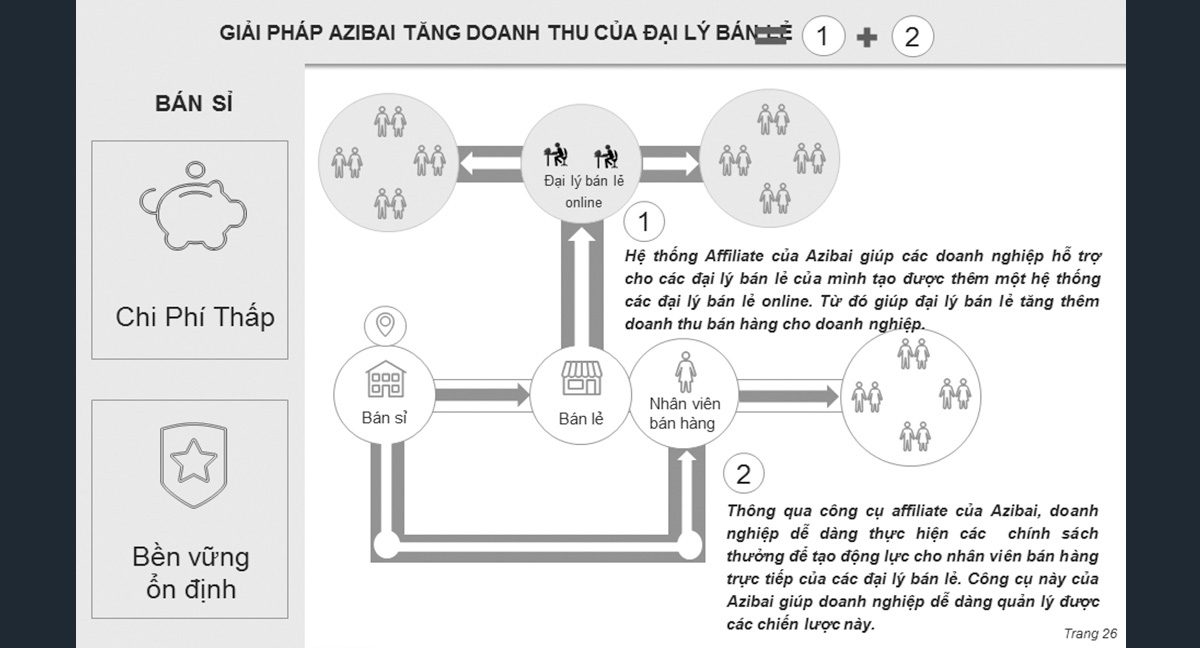 GIẢI PHÁP AZIBAI TĂNG DOANH THU CỦA ĐẠI LÝ BÁN LẺ = 1 + 2
BÁN SỈ
Chi Phí Thấp
Bền vững
ổn định
Đại lý bán lẽ
online
1
Hệ thống Affiliate của Azibai giúp các doanh nghiệp hỗ trợ
cho các đại lý bán lẻ của mình tạo được thêm một hệ thống
các đại lý bán lẻ online. Từ đó giúp đại lý bán lẻ tăng thêm
doanh thu bán hàng cho doanh nghiệp.
Bán sỉ
Bán lẻ
Nhân viên
bán hàng
2
Thông qua công cụ affiliate của Azibai, doanh
nghiệp dễ dàng thực hiện các chính sách
thưởng để tạo động lực cho nhân viên bán hàng
trực tiếp của các đại lý bán lẻ. Công cụ này của
Azibai giúp doanh nghiệp dễ dàng quản lý được
các chiến lược này.
Trang 26